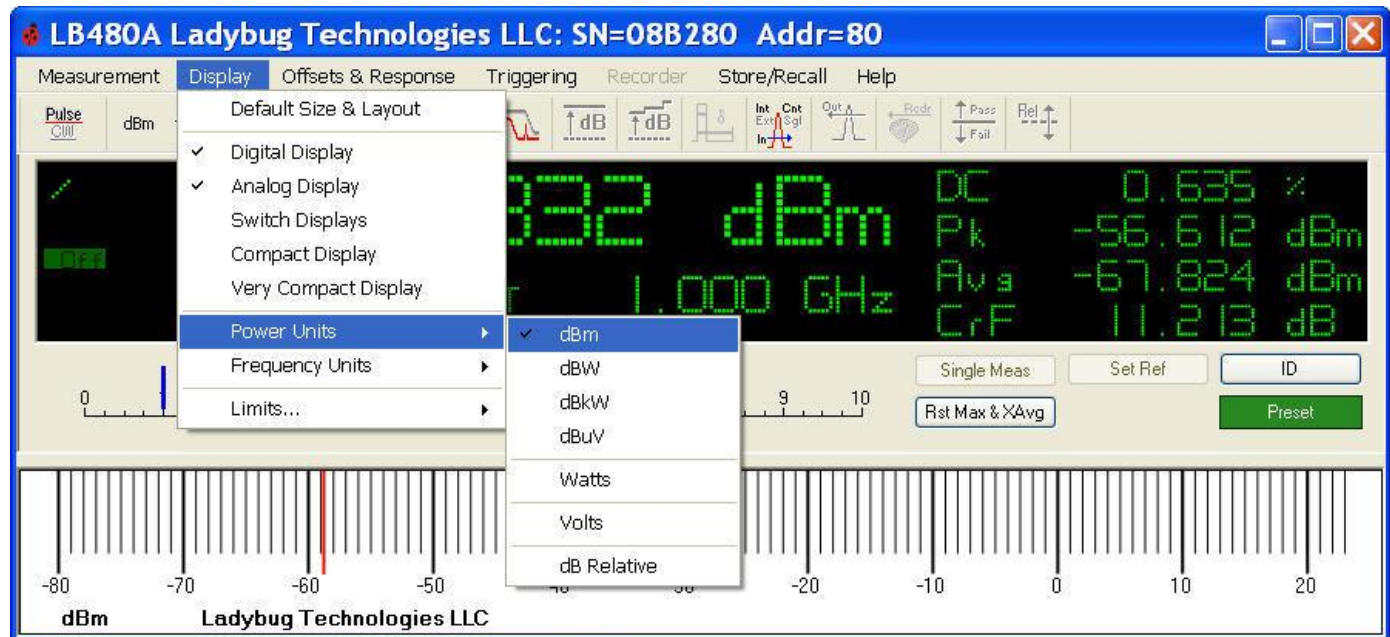 LB480A Ladybug Technologies LLC: SN=08B280 Addr=80
Measurement Display Offsets & Response Triggering Recorder Store/Recall Help
Pulse
CW
dBm
dB
dB
Int Cnt
Ext Sgl
In
Out
Rcdr
Pass
Fail
Rel
Default Size & Layout
Digital Display
Analog Display
Switch Displays
Compact Display
Very Compact Display
Power Units
Frequency Units
Limits...
dBm
dBW
dBkW
dBuV
Watts
Volts
dB Relative
Off
332 dBm
1.000 GHz
DC 0.635 %
Pk -56.612 dBm
Avg -67.824 dBm
CrF 11.213 dB
0 9 10
Single Meas Set Ref ID
Rst Max & XAvg Preset
-80 -70 -60 -50 -20 -10 0 10 20
dBm Ladybug Technologies LLC